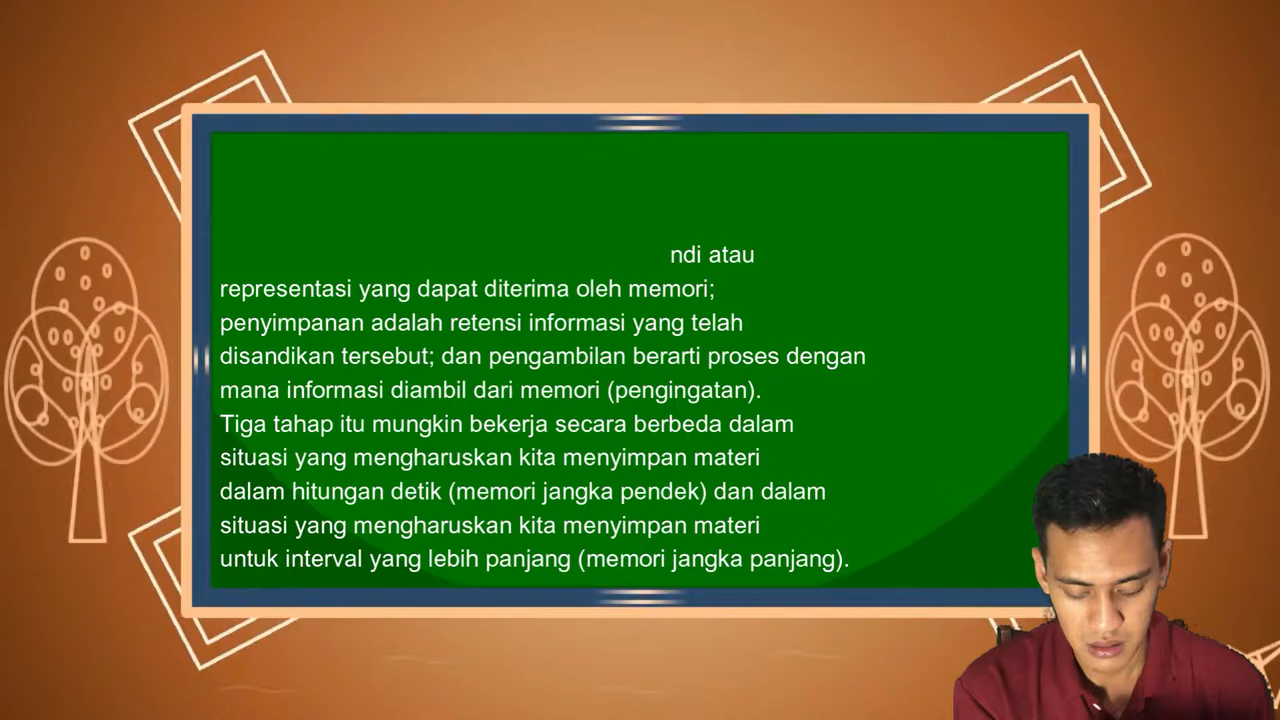 ndi atau
representasi yang dapat diterima oleh memori;
penyimpanan adalah retensi informasi yang telah
disandikan tersebut; dan pengambilan berarti proses dengan
mana informasi diambil dari memori (pengingatan).
Tiga tahap itu mungkin bekerja secara berbeda dalam
situasi yang mengharuskan kita menyimpan materi
dalam hitungan detik (memori jangka pendek) dan dalam
situasi yang mengharuskan kita menyimpan materi
untuk interval yang lebih panjang (memori jangka panjang).